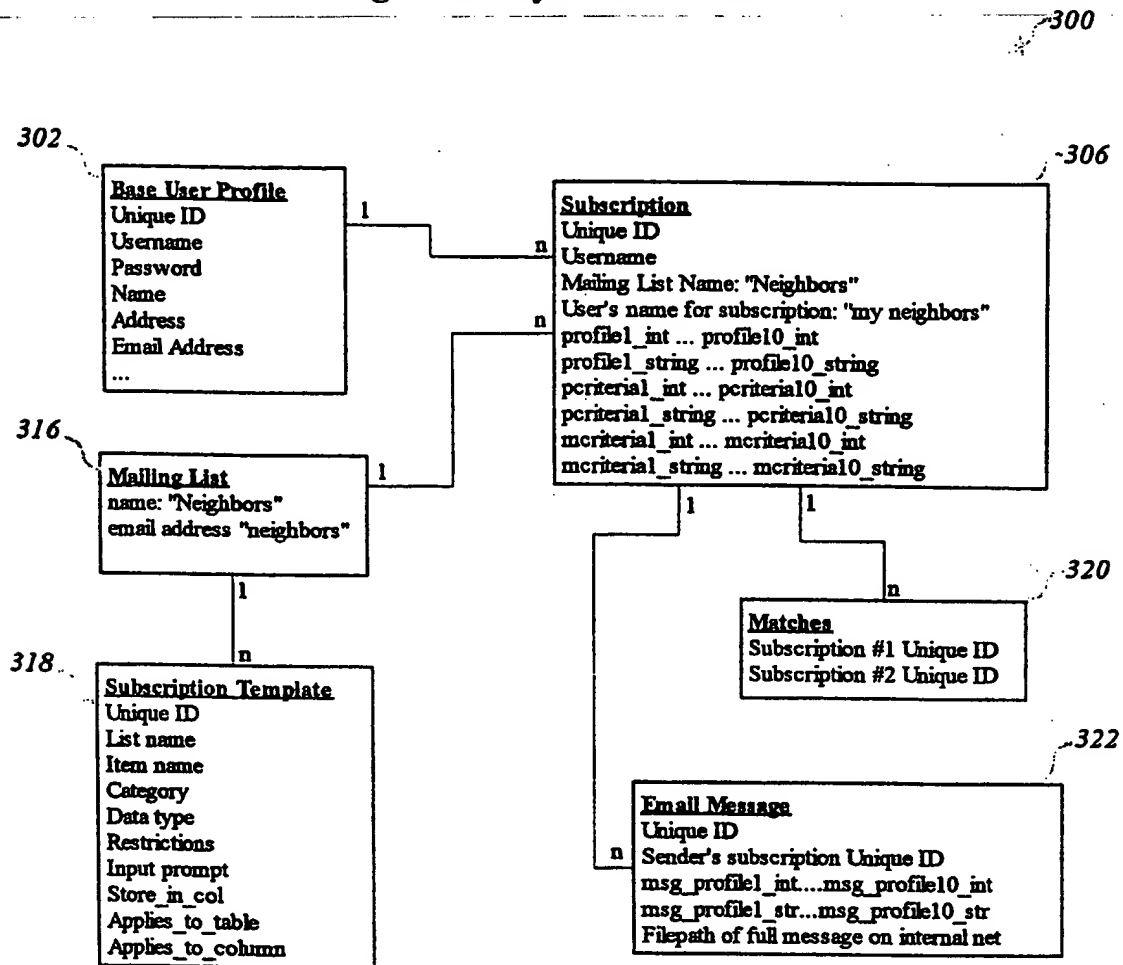 300
302
306
Base User Profile
Unique ID
Username
Password
Name
Address
Email Address
...
1
n
Subscription
Unique ID
Username
Mailing List Name: "Neighbors"
User's name for subscription: "my neighbors"
profile1_int ... profile10_int
profile1_string ... profile10_string
pcriteria1_int ... pcriteria10_int
pcriteria1_string ... pcriteria10_string
mcriteria1_int ... mcriteria10_int
mcriteria1_string ... mcriteria10_string
n
316
Mailing List
name: "Neighbors"
email address "neighbors"
1
1
1
1
n
n
320
Matches
Subscription #1 Unique ID
Subscription #2 Unique ID
318
Subscription Template
Unique ID
List name
Item name
Category
Data type
Restrictions
Input prompt
Store_in_col
Applies_to_table
Applies_to_column
322
n
Email Message
Unique ID
Sender's subscription Unique ID
msg_profile1_int....msg_profile10_int
msg_profile1_str...msg_profile10_str
Filepath of full message on internal net